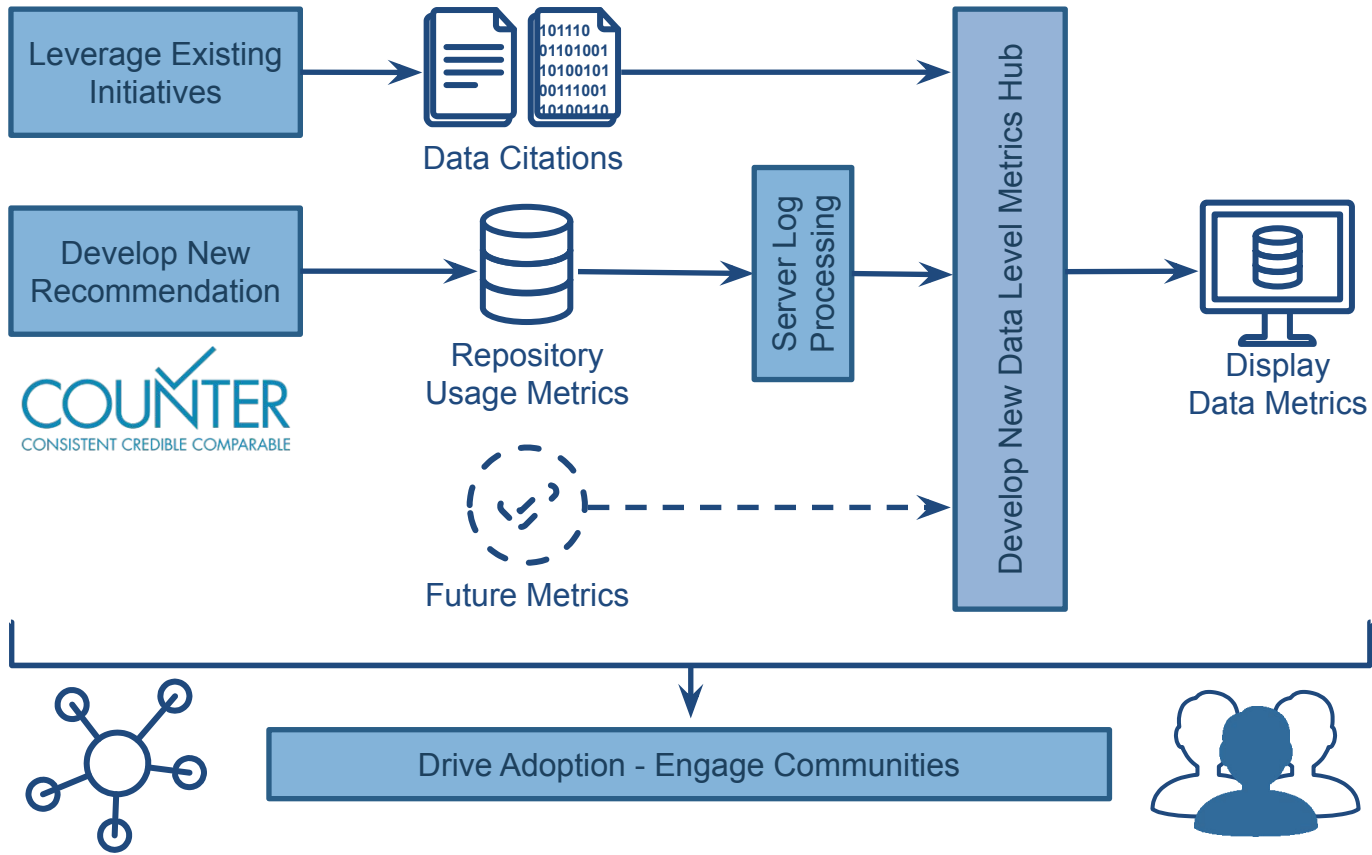 Leverage Existing
Initiatives
101110
01101001
10100101
00111001
10100110
Data Citations
Develop New
Recommendation
COUNTER
CONSISTENT CREDIBLE COMPARABLE
Repository
Usage Metrics
Server Log
Processing
Future Metrics
Develop New Data Level Metrics Hub
Display
Data Metrics
Drive Adoption - Engage Communities